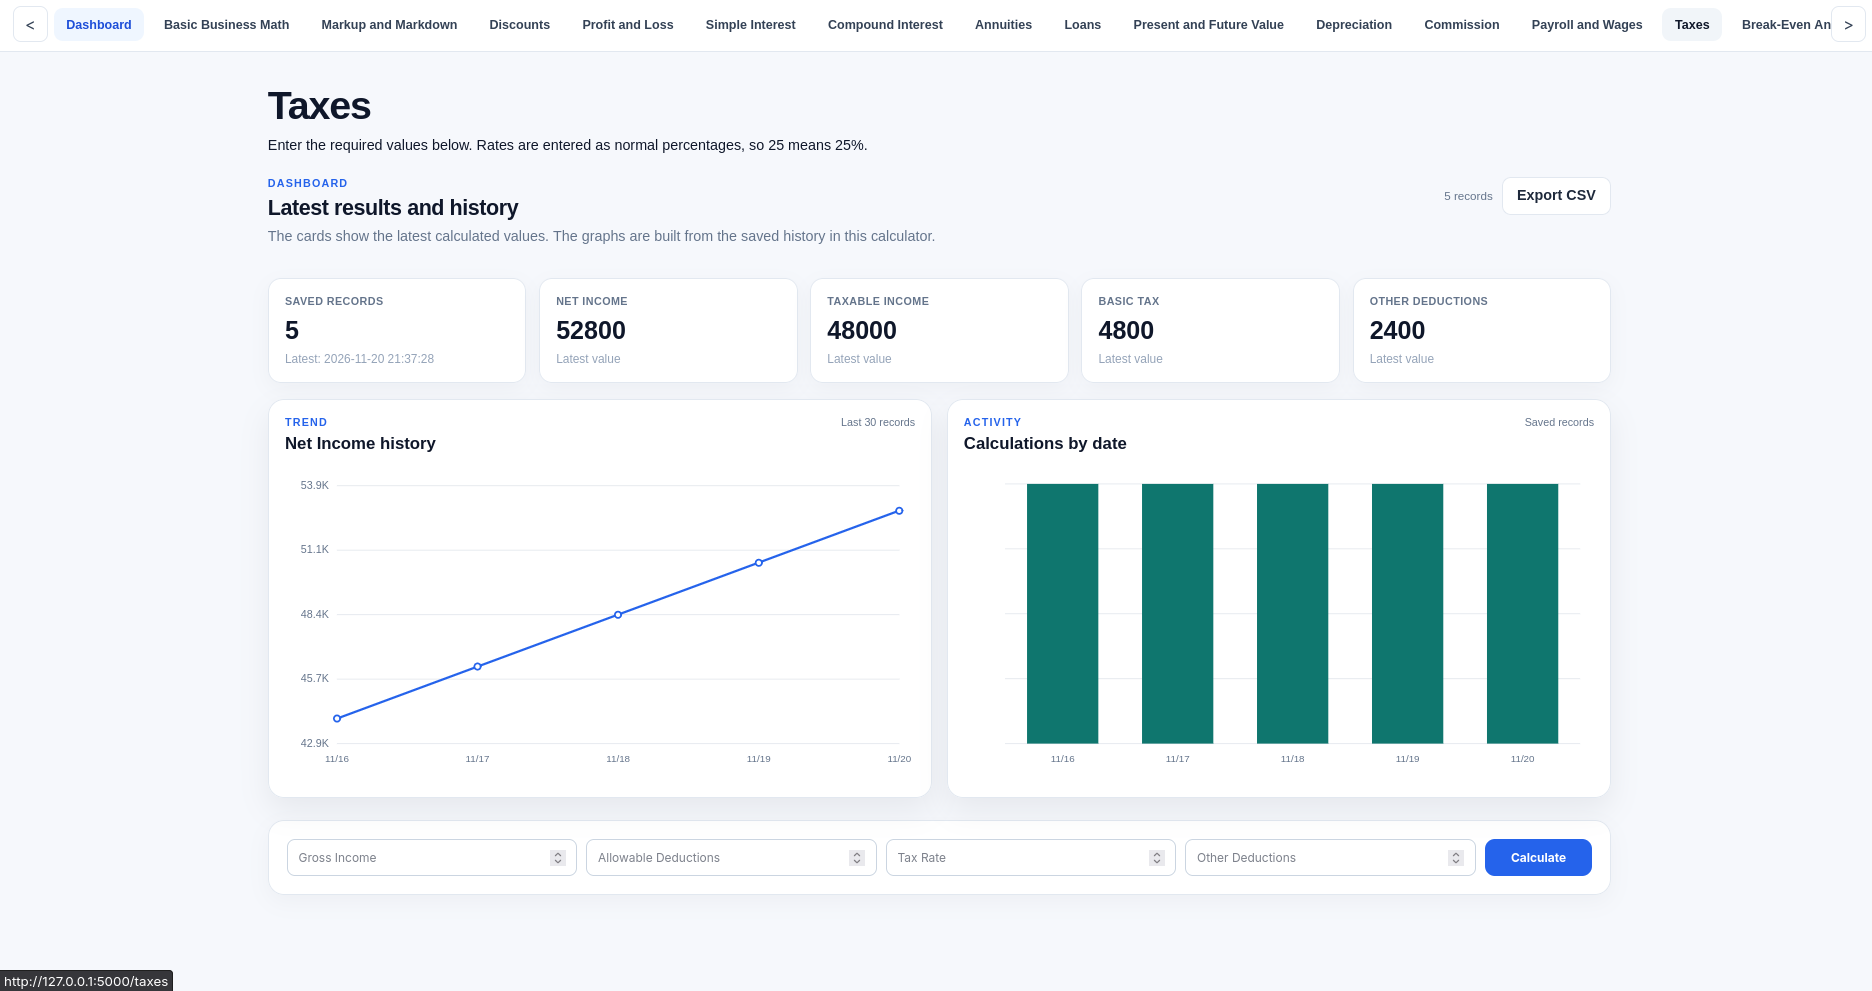 <
Dashboard
Basic Business Math
Markup and Markdown
Discounts
Profit and Loss
Simple Interest
Compound Interest
Annuities
Loans
Present and Future Value
Depreciation
Commission
Payroll and Wages
Taxes
Break-Even An
>
Taxes
Enter the required values below. Rates are entered as normal percentages, so 25 means 25%.
DASHBOARD
Latest results and history
The cards show the latest calculated values. The graphs are built from the saved history in this calculator.
5 records
Export CSV
SAVED RECORDS
5
Latest: 2026-11-20 21:37:28
NET INCOME
52800
Latest value
TAXABLE INCOME
48000
Latest value
BASIC TAX
4800
Latest value
OTHER DEDUCTIONS
2400
Latest value
TREND
Net Income history
Last 30 records
53.9K
51.1K
48.4K
45.7K
42.9K
11/16
11/17
11/18
11/19
11/20
ACTIVITY
Calculations by date
Saved records
11/16
11/17
11/18
11/19
11/20
Gross Income
Allowable Deductions
Tax Rate
Other Deductions
Calculate
http://127.0.0.1:5000/taxes